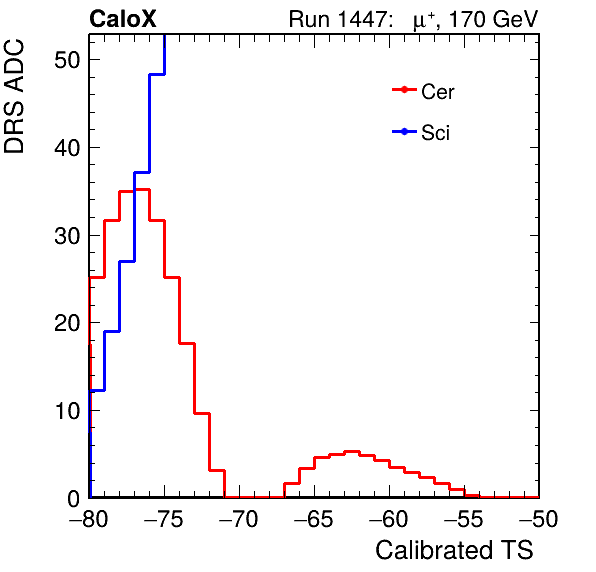 CaloX Run 1447: μ⁺, 170 GeV
DRS ADC
50
40
30
20
10
0
Cer
Sci
−80 −75 −70 −65 −60 −55 −50
Calibrated TS